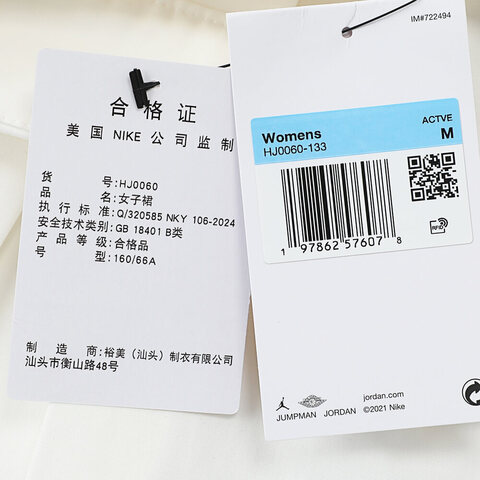 合格证
美国 NIKE 公司监制
货号:HJ0060
品名:女子裙
执行标准:Q/320585 NKY 106-2024
安全技术类别:GB 18401 B类
产品等级:合格品
号型:160/66A
制造商:裕美(汕头)制衣有限公司
汕头市衡山路48号
IM#722494
ACTVE
Womens
M
HJ0060-133
RFID
1 97862 57607 8
JUMPMAN JORDAN
jordan.com
©2021 Nike